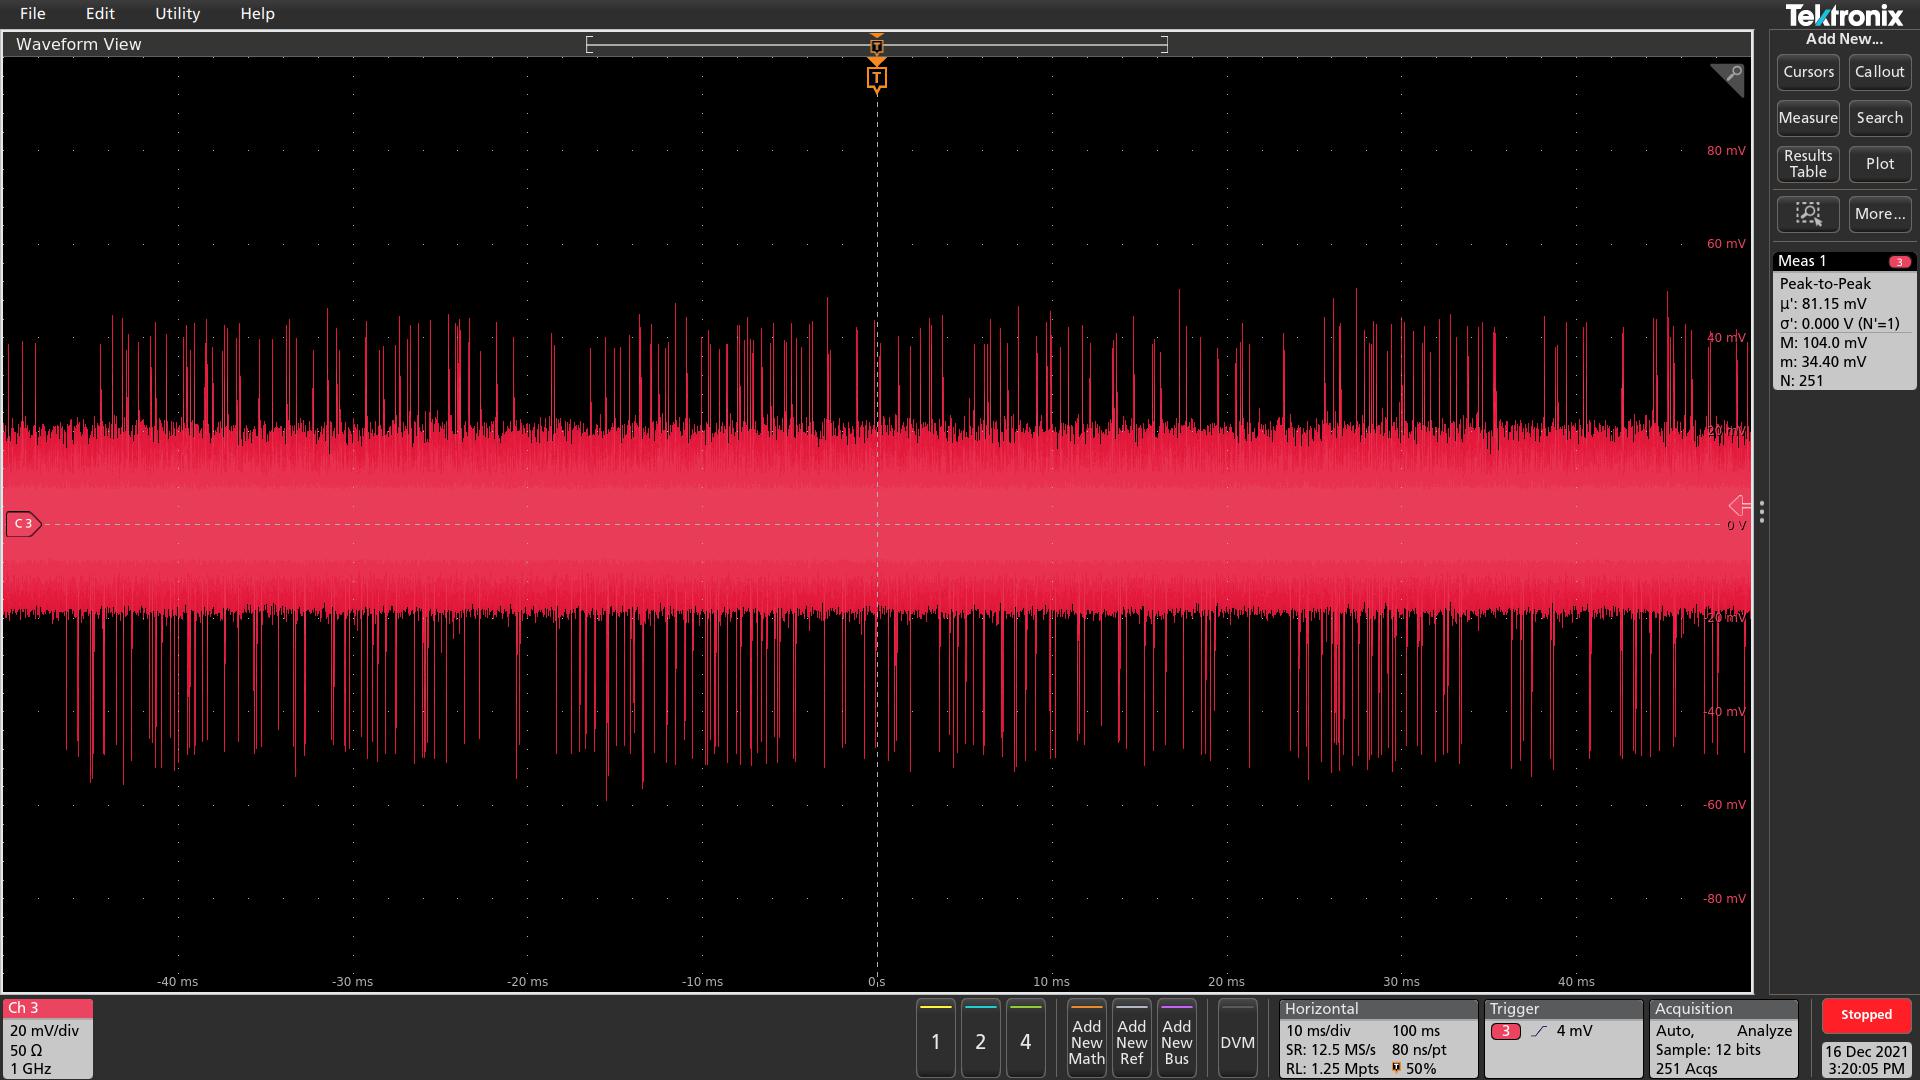 File Edit Utility Help
Tektronix
Waveform View
Add New...
T
T
Cursors Callout
Measure Search
Results Table Plot
More...
80 mV
60 mV
40 mV
20 mV
0 V
-20 mV
-40 mV
-60 mV
-80 mV
C 3
Meas 1 3
Peak-to-Peak
µ': 81.15 mV
σ': 0.000 V (N'=1)
M: 104.0 mV
m: 34.40 mV
N: 251
-40 ms -30 ms -20 ms -10 ms 0 s 10 ms 20 ms 30 ms 40 ms
Ch 3
20 mV/div
50 Ω
1 GHz
1 2 4
Add New Math
Add New Ref
Add New Bus
DVM
Horizontal
10 ms/div 100 ms
SR: 12.5 MS/s 80 ns/pt
RL: 1.25 Mpts T 50%
Trigger
3 4 mV
Acquisition
Auto, Analyze
Sample: 12 bits
251 Acqs
Stopped
16 Dec 2021
3:20:05 PM